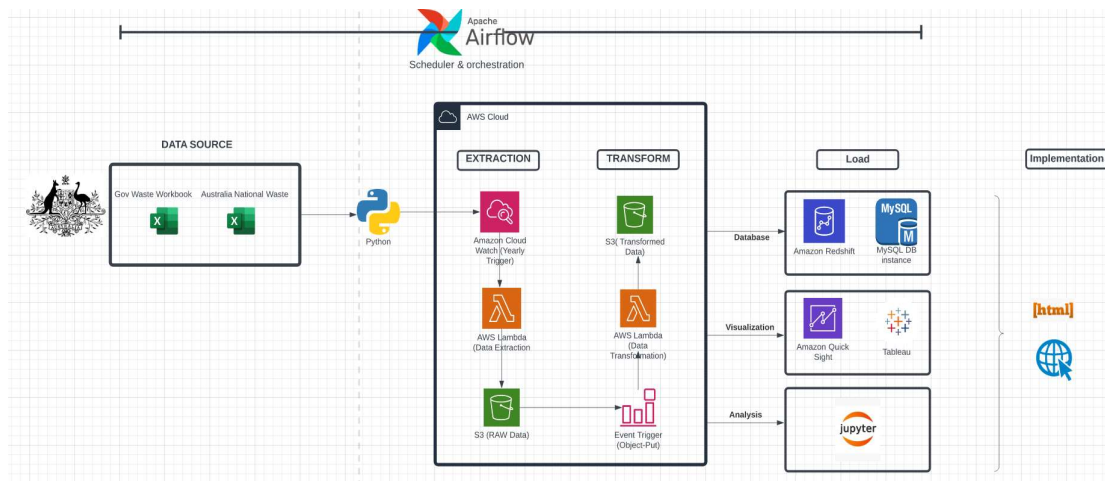 Apache
Airflow
Scheduler & orchestration
AWS Cloud
DATA SOURCE
EXTRACTION
TRANSFORM
Load
Implementation
Gov Waste Workbook
Australia National Waste
Python
Amazon Cloud
Watch (Yearly
Trigger)
S3( Transformed
Data)
Database
Amazon Redshift
MySQL
M
MySQL DB
instance
AWS Lambda
(Data Extraction
AWS Lambda
(Data
Transformation)
Visualization
Amazon Quick
Sight
Tableau
[html]
S3 (RAW Data)
Event Trigger
(Object-Put)
Analysis
jupyter